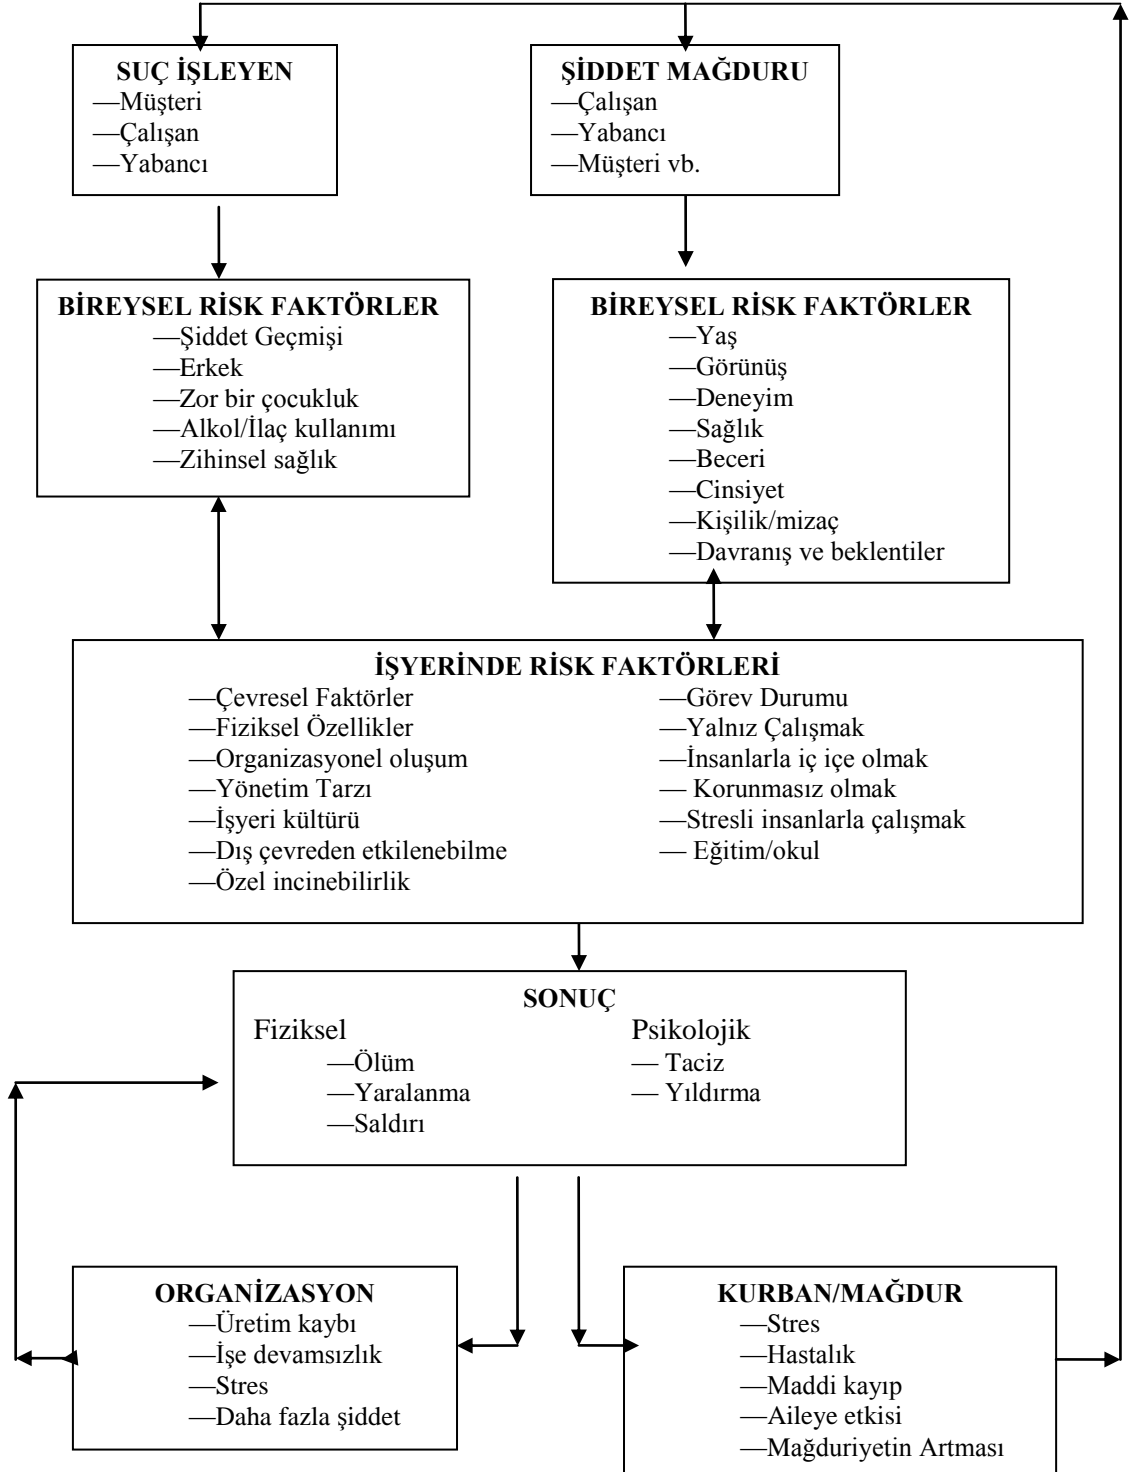 SUÇ İŞLEYEN
—Müşteri
—Çalışan
—Yabancı
ŞİDDET MAĞDURU
—Çalışan
—Yabancı
—Müşteri vb.
BİREYSEL RİSK FAKTÖRLER
—Şiddet Geçmişi
—Erkek
—Zor bir çocukluk
—Alkol/İlaç kullanımı
—Zihinsel sağlık
BİREYSEL RİSK FAKTÖRLER
—Yaş
—Görünüş
—Deneyim
—Sağlık
—Beceri
—Cinsiyet
—Kişilik/mizaç
—Davranış ve beklentiler
İŞYERİNDE RİSK FAKTÖRLERİ
—Çevresel Faktörler
—Fiziksel Özellikler
—Organizasyonel oluşum
—Yönetim Tarzı
—İşyeri kültürü
—Dış çevreden etkilenebilme
—Özel incinebilirlik
—Görev Durumu
—Yalnız Çalışmak
—İnsanlarla iç içe olmak
— Korunmasız olmak
—Stresli insanlarla çalışmak
— Eğitim/okul
SONUÇ
Fiziksel
—Ölüm
—Yaralanma
—Saldırı
Psikolojik
— Taciz
— Yıldırma
ORGANİZASYON
—Üretim kaybı
—İşe devamsızlık
—Stres
—Daha fazla şiddet
KURBAN/MAĞDUR
—Stres
—Hastalık
—Maddi kayıp
—Aileye etkisi
—Mağduriyetin Artması